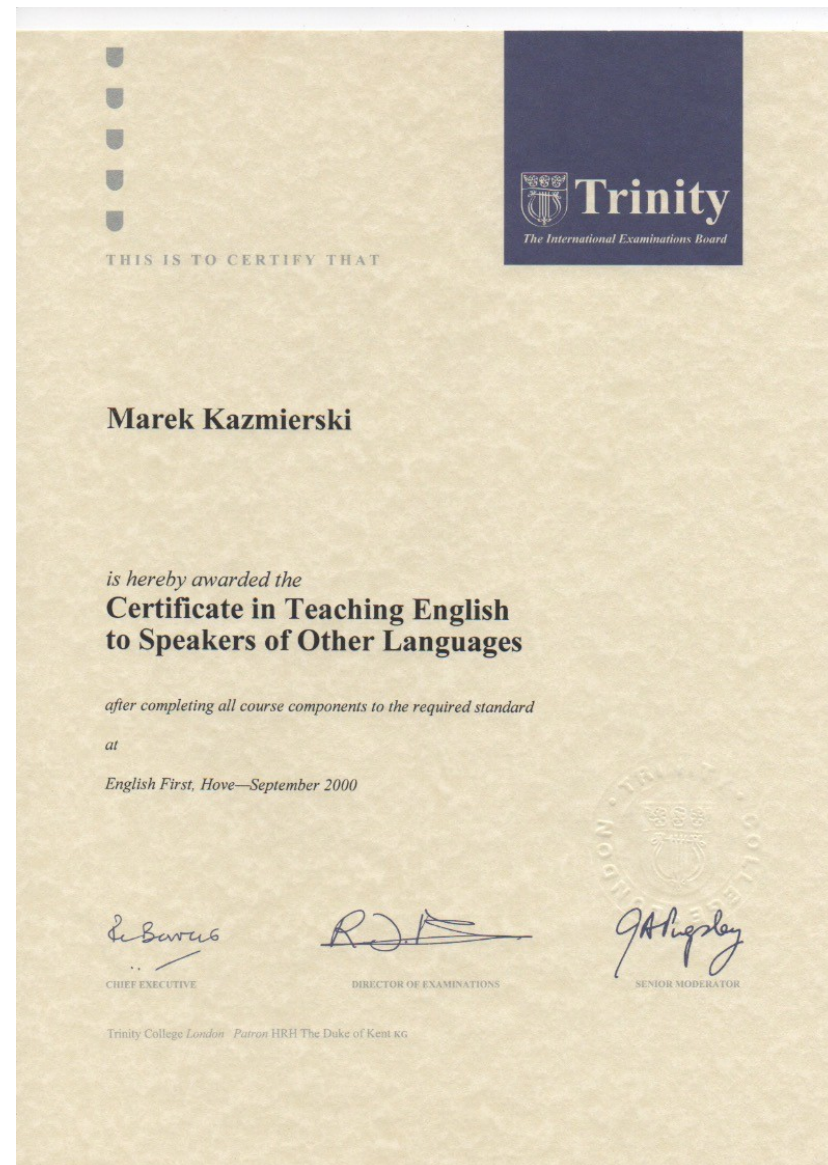 Trinity
The International Examinations Board
THIS IS TO CERTIFY THAT
Marek Kazmierski
is hereby awarded the
Certificate in Teaching English
to Speakers of Other Languages
after completing all course components to the required standard
at
English First, Hove—September 2000
TRINITY COLLEGE LONDON
CHIEF EXECUTIVE
DIRECTOR OF EXAMINATIONS
SENIOR MODERATOR
Trinity College London Patron HRH The Duke of Kent KG